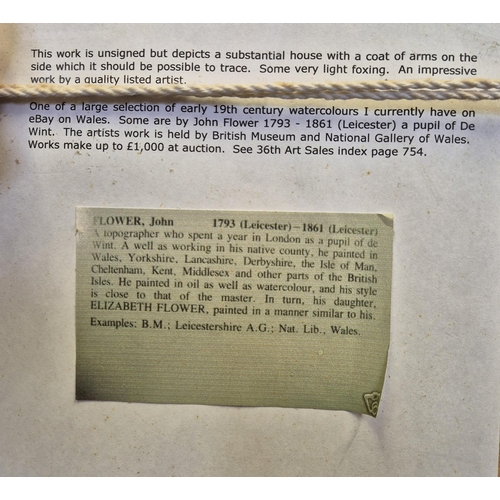 This work is unsigned but depicts a substantial house with a coat of arms on the
side which it should be possible to trace. Some very light foxing. An impressive
work by a quality listed artist.
One of a large selection of early 19th century watercolours I currently have on
eBay on Wales. Some are by John Flower 1793 - 1861 (Leicester) a pupil of De
Wint. The artists work is held by British Museum and National Gallery of Wales.
Works make up to £1,000 at auction. See 36th Art Sales index page 754.
FLOWER, John 1793 (Leicester)–1861 (Leicester)
A topographer who spent a year in London as a pupil of de
Wint. A well as working in his native county, he painted in
Wales, Yorkshire, Lancashire, Derbyshire, the Isle of Man,
Cheltenham, Kent, Middlesex and other parts of the British
Isles. He painted in oil as well as watercolour, and his style
is close to that of the master. In turn, his daughter,
ELIZABETH FLOWER, painted in a manner similar to his.
Examples: B.M.; Leicestershire A.G.; Nat. Lib., Wales.